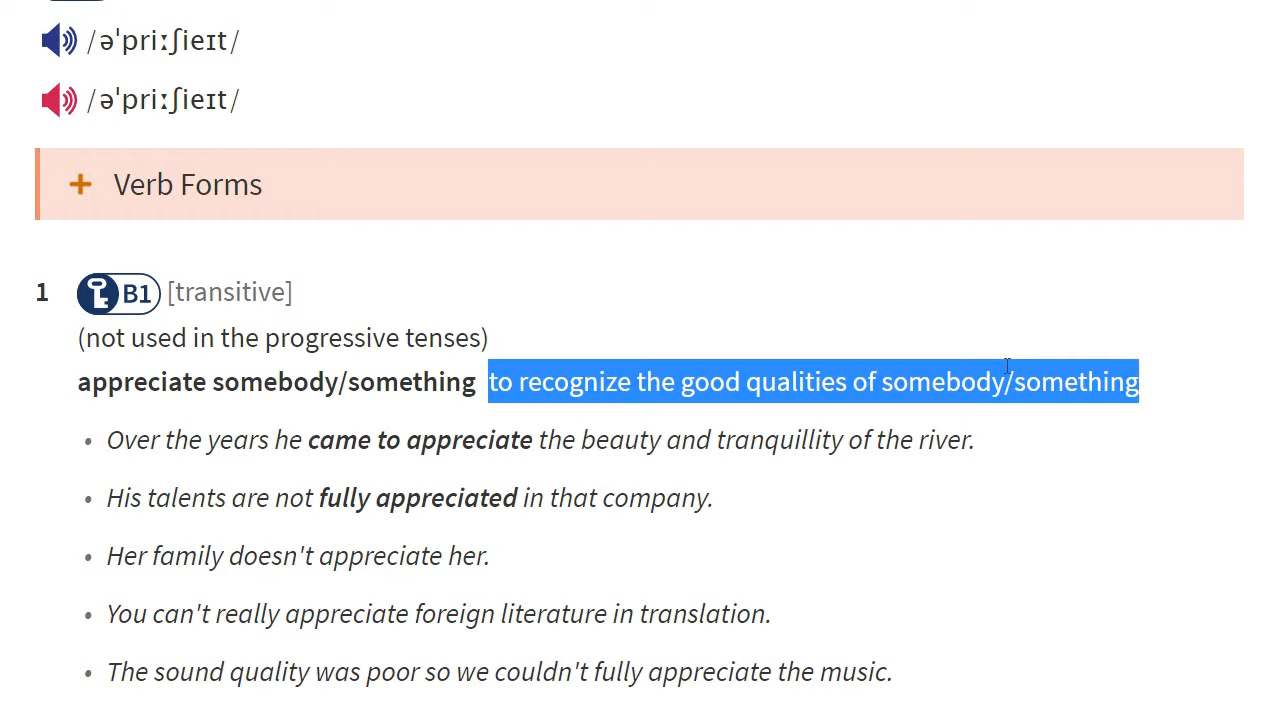 /əˈpriːʃieɪt/
/əˈpriːʃieɪt/
+ Verb Forms
1 B1 [transitive]
(not used in the progressive tenses)
appreciate somebody/something to recognize the good qualities of somebody/something
• Over the years he came to appreciate the beauty and tranquillity of the river.
• His talents are not fully appreciated in that company.
• Her family doesn't appreciate her.
• You can't really appreciate foreign literature in translation.
• The sound quality was poor so we couldn't fully appreciate the music.